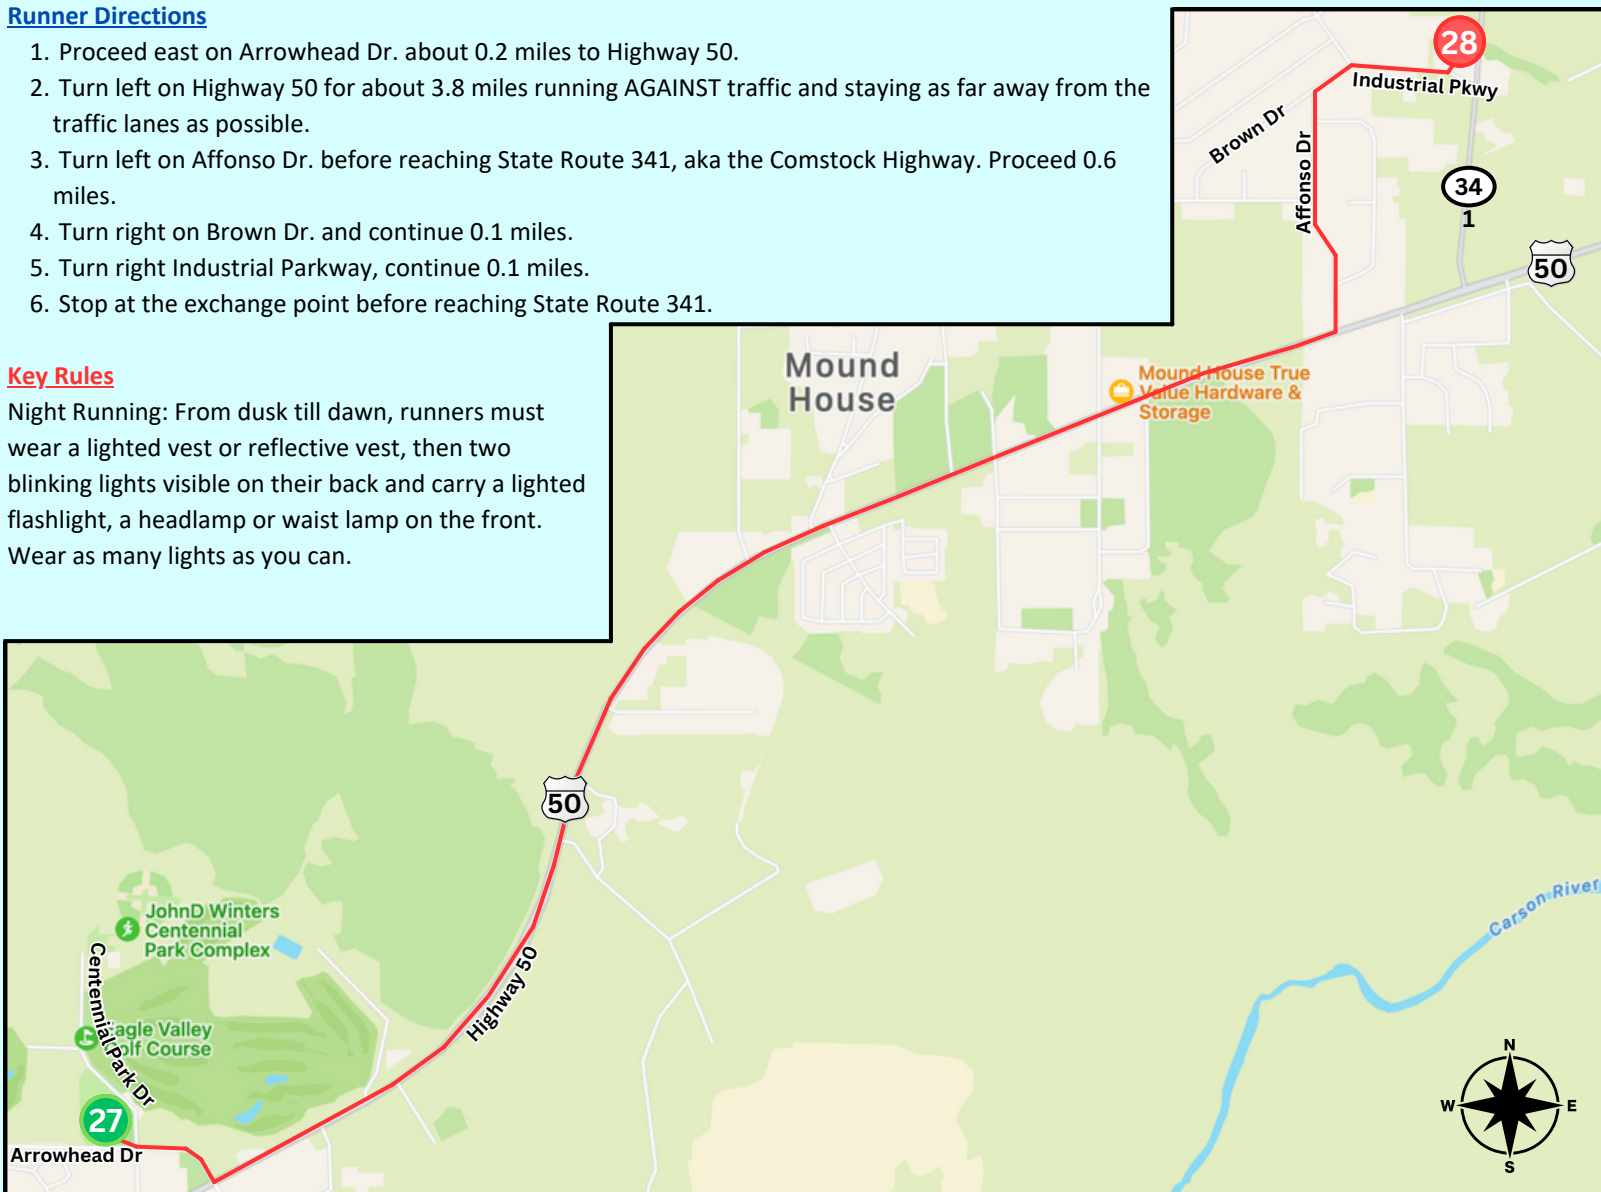 Runner Directions
1. Proceed east on Arrowhead Dr. about 0.2 miles to Highway 50.
2. Turn left on Highway 50 for about 3.8 miles running AGAINST traffic and staying as far away from the
traffic lanes as possible.
3. Turn left on Affonso Dr. before reaching State Route 341, aka the Comstock Highway. Proceed 0.6
miles.
4. Turn right on Brown Dr. and continue 0.1 miles.
5. Turn right Industrial Parkway, continue 0.1 miles.
6. Stop at the exchange point before reaching State Route 341.
Key Rules
Night Running: From dusk till dawn, runners must
wear a lighted vest or reflective vest, then two
blinking lights visible on their back and carry a lighted
flashlight, a headlamp or waist lamp on the front.
Wear as many lights as you can.
28
Industrial Pkwy
Brown Dr
Affonso Dr
34
1
50
Mound
House
Mound House True
Value Hardware &
Storage
50
Highway 50
JohnD Winters
Centennial
Park Complex
Centennial Park Dr
agle Valley
olf Course
27
Arrowhead Dr
Carson River
N
W
E
S